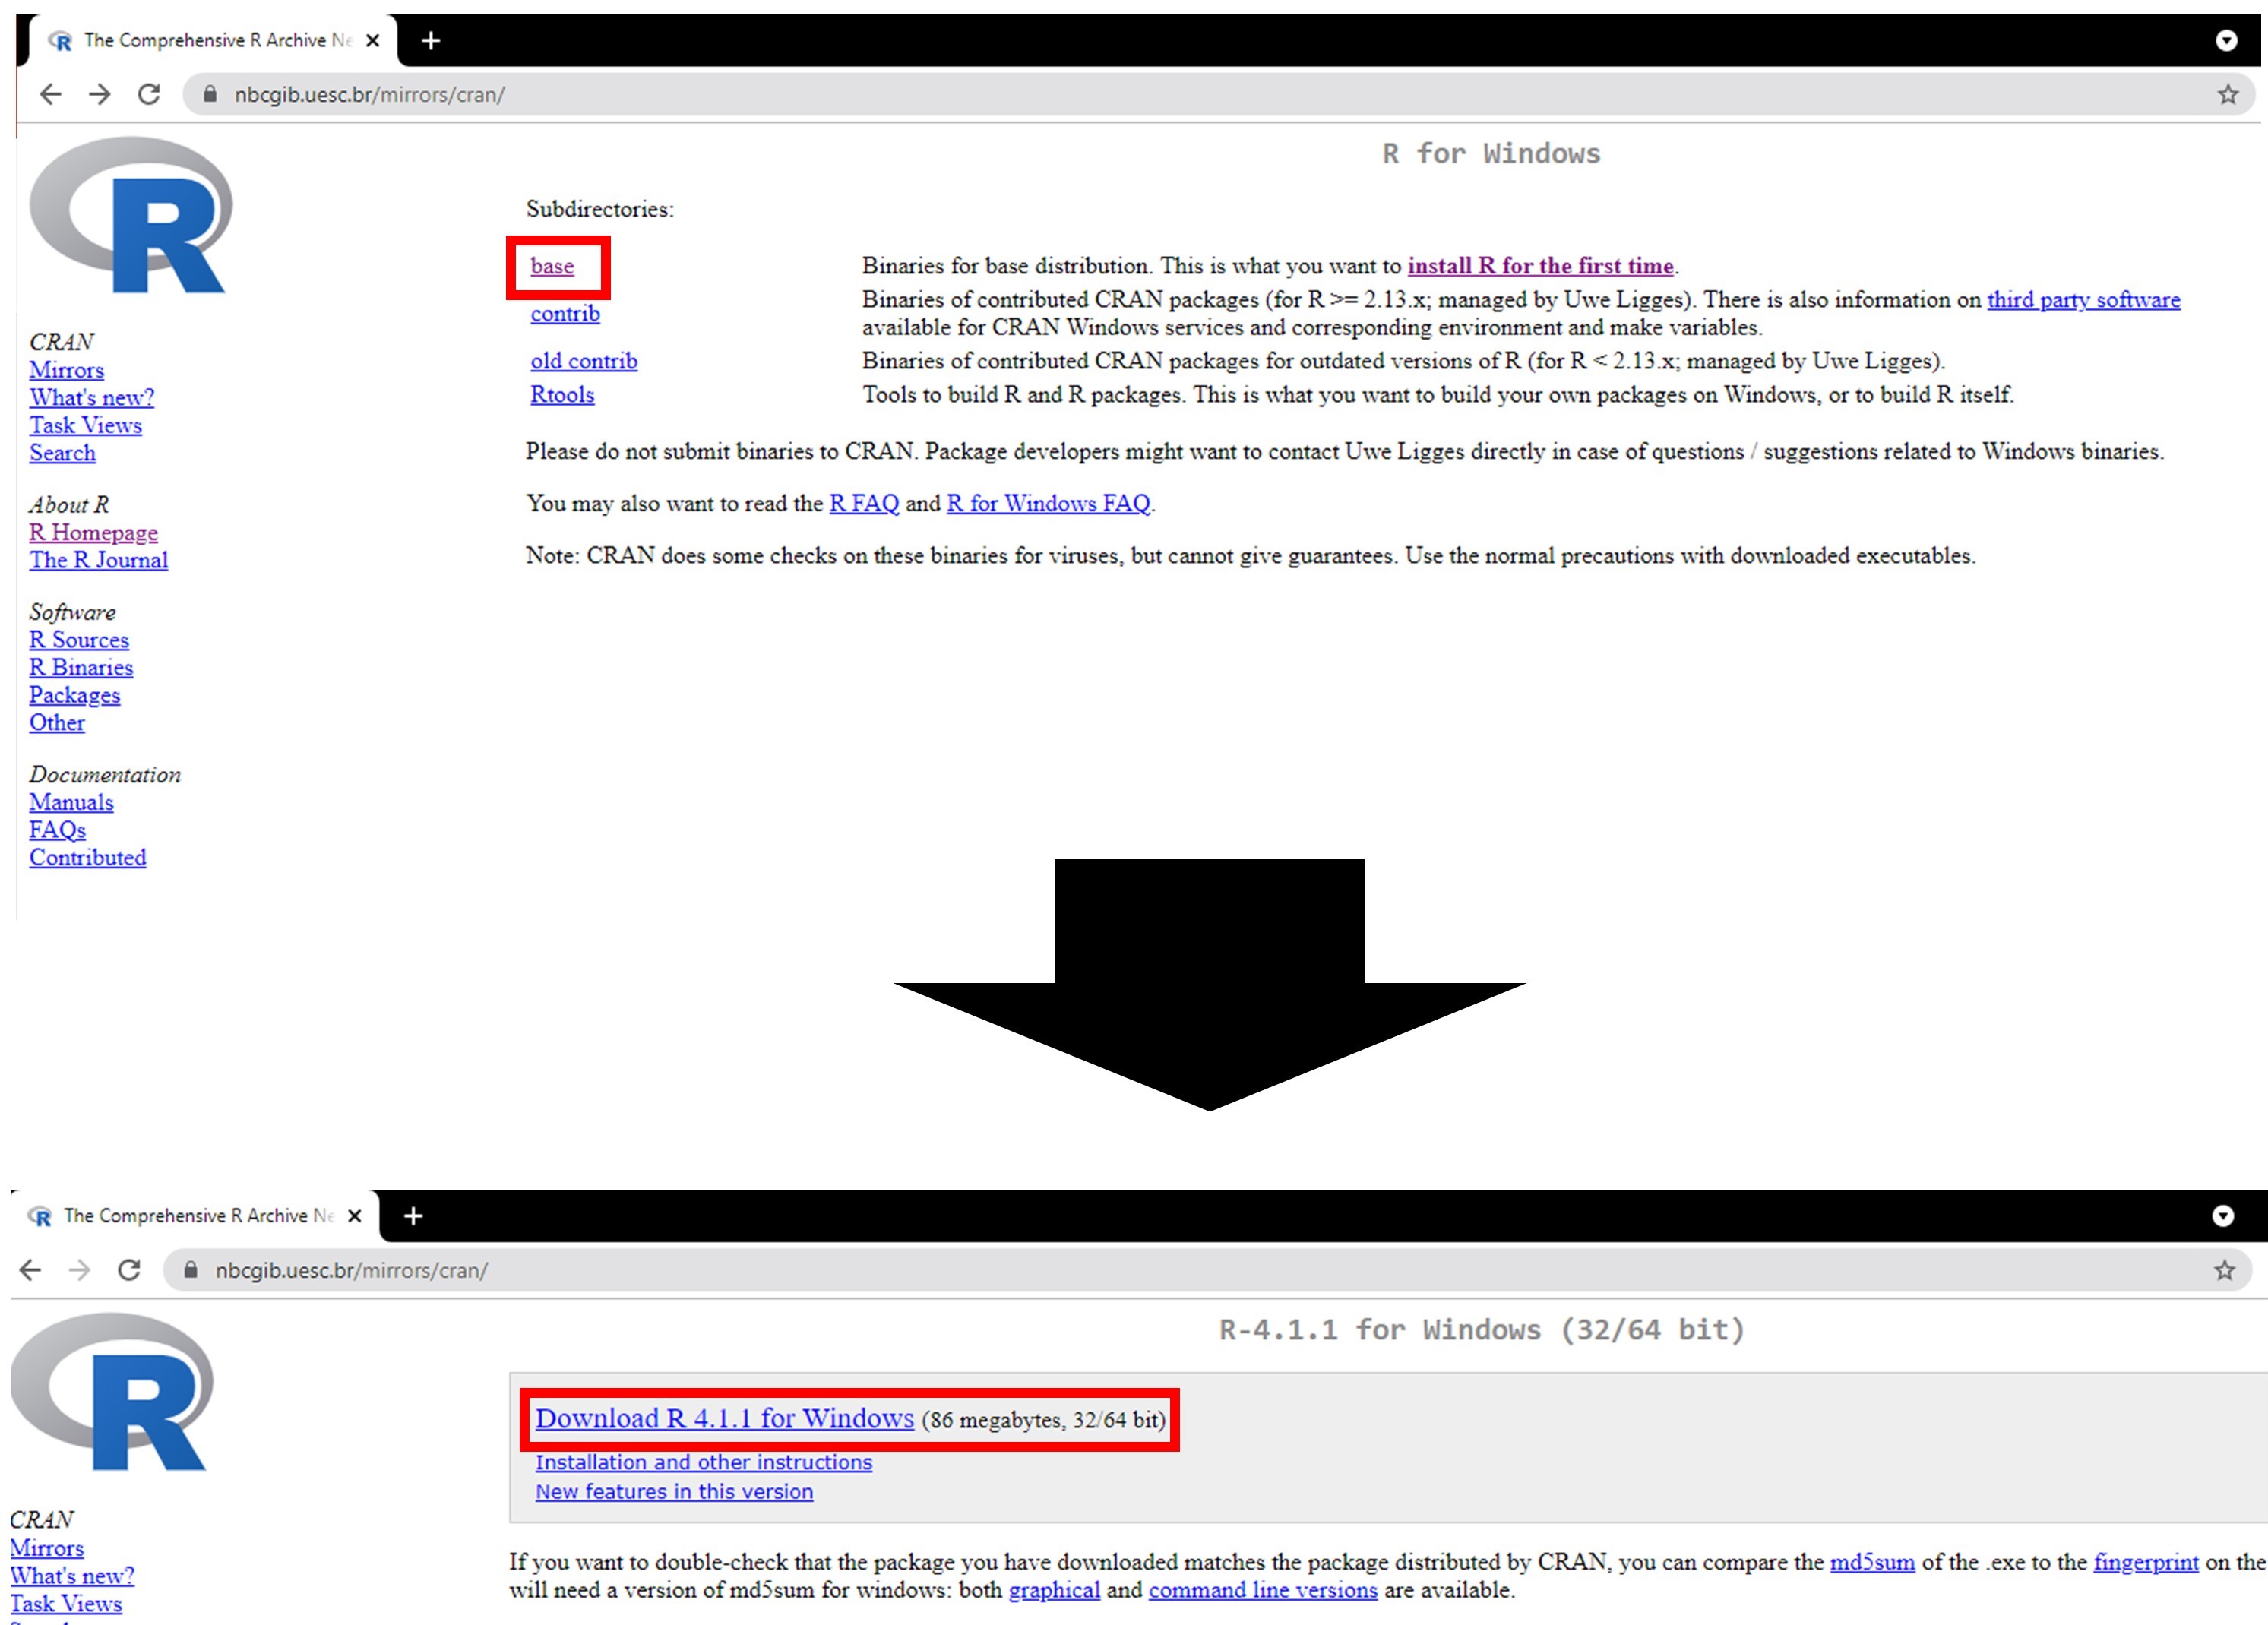 The Comprehensive R Archive Ne
nbcgib.uesc.br/mirrors/cran/
R
R for Windows
Subdirectories:
base Binaries for base distribution. This is what you want to install R for the first time.
contrib Binaries of contributed CRAN packages (for R >= 2.13.x; managed by Uwe Ligges). There is also information on third party software
available for CRAN Windows services and corresponding environment and make variables.
old contrib Binaries of contributed CRAN packages for outdated versions of R (for R < 2.13.x; managed by Uwe Ligges).
Rtools Tools to build R and R packages. This is what you want to build your own packages on Windows, or to build R itself.
Please do not submit binaries to CRAN. Package developers might want to contact Uwe Ligges directly in case of questions / suggestions related to Windows binaries.
You may also want to read the R FAQ and R for Windows FAQ.
Note: CRAN does some checks on these binaries for viruses, but cannot give guarantees. Use the normal precautions with downloaded executables.
CRAN
Mirrors
What's new?
Task Views
Search
About R
R Homepage
The R Journal
Software
R Sources
R Binaries
Packages
Other
Documentation
Manuals
FAQs
Contributed
The Comprehensive R Archive Ne
nbcgib.uesc.br/mirrors/cran/
R
R-4.1.1 for Windows (32/64 bit)
Download R 4.1.1 for Windows (86 megabytes, 32/64 bit)
Installation and other instructions
New features in this version
If you want to double-check that the package you have downloaded matches the package distributed by CRAN, you can compare the md5sum of the .exe to the fingerprint on the
will need a version of md5sum for windows: both graphical and command line versions are available.
CRAN
Mirrors
What's new?
Task Views